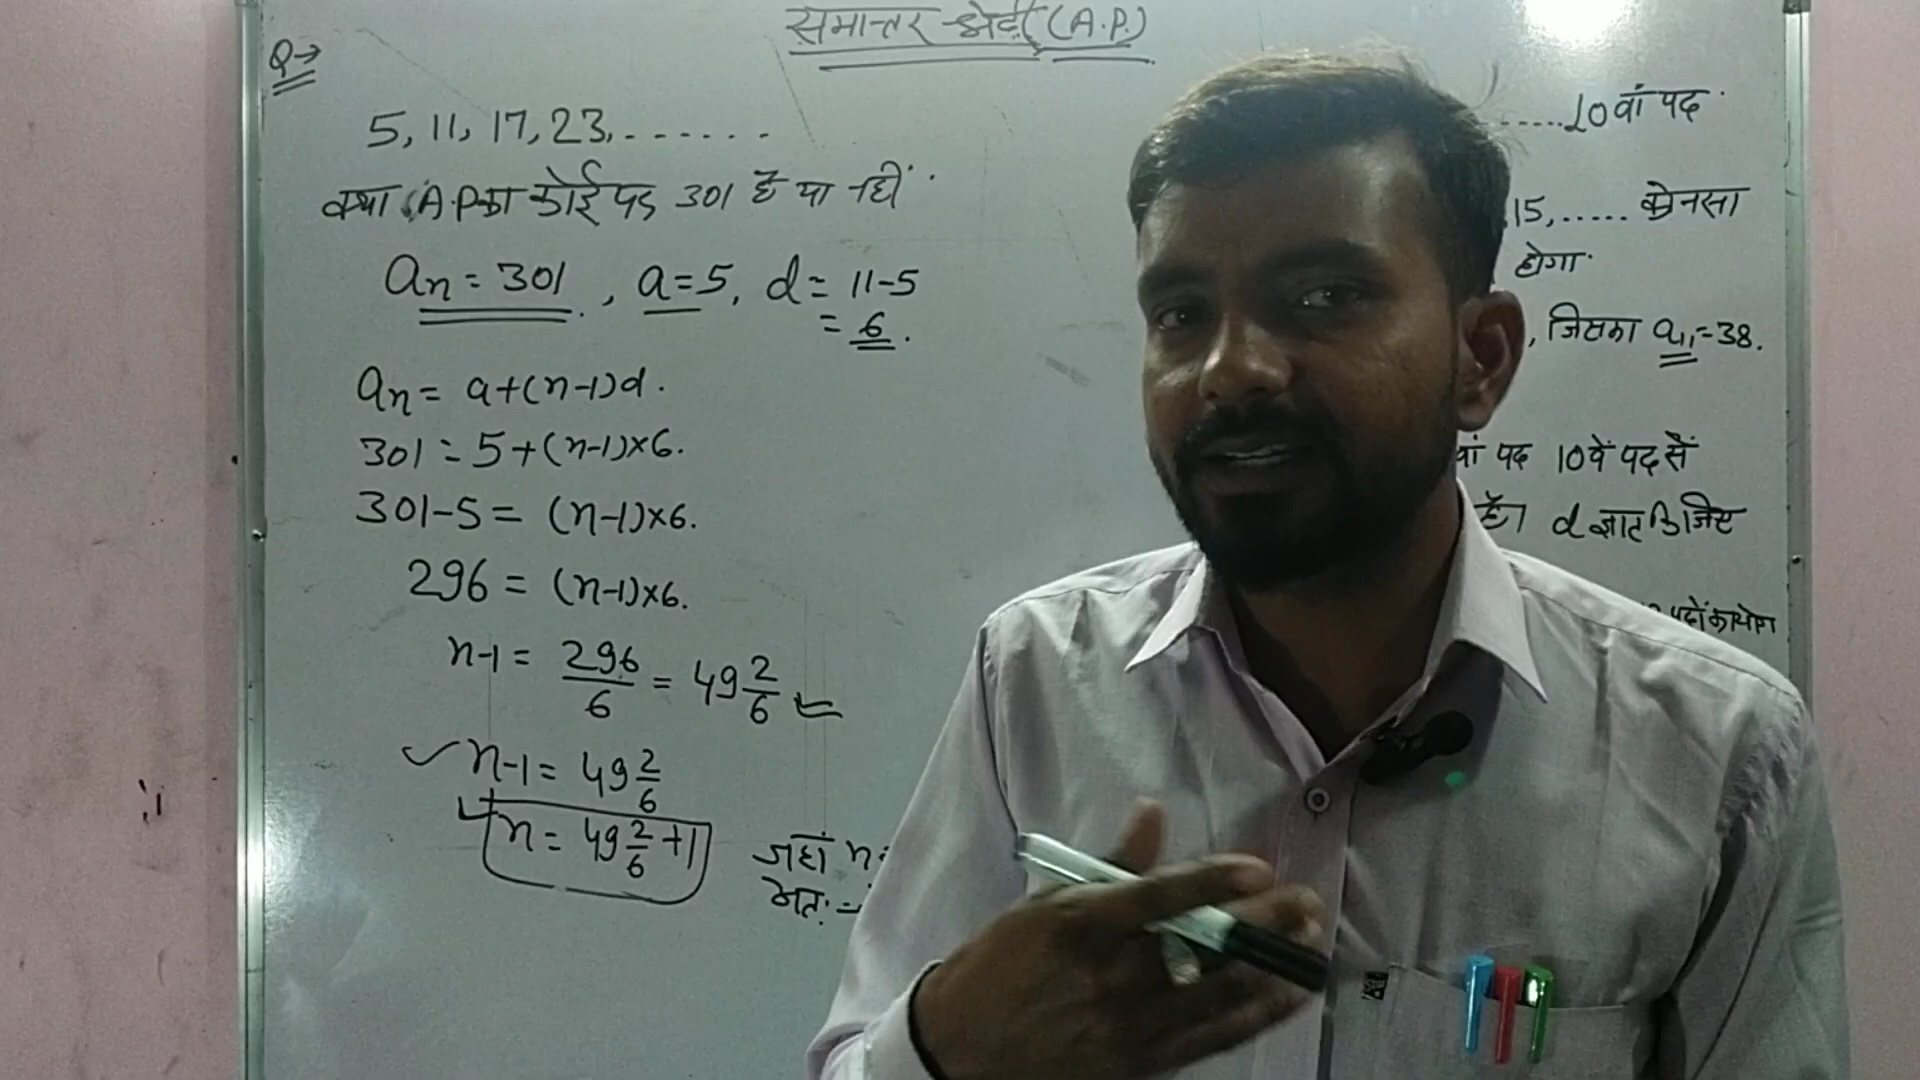 समान्तर श्रेढ़ी (A.P.)
Q→
5, 11, 17, 23, .......
क्या A.P का कोई पद 301 है या नहीं.
an = 301, a = 5, d = 11-5
= 6.
an = a+(n-1)d.
301 = 5+(n-1)×6.
301-5 = (n-1)×6.
296 = (n-1)×6.
n-1 = 296/6 = 49 2/6
n-1 = 49 2/6
n = 49 2/6 +1
जहाँ n
अतः
.....10वां पद
15, ..... कोनसा
होगा.
, जिसका a11=38.
वां पद 10वें पद से
है। d ज्ञात किजिए
पदों का योग